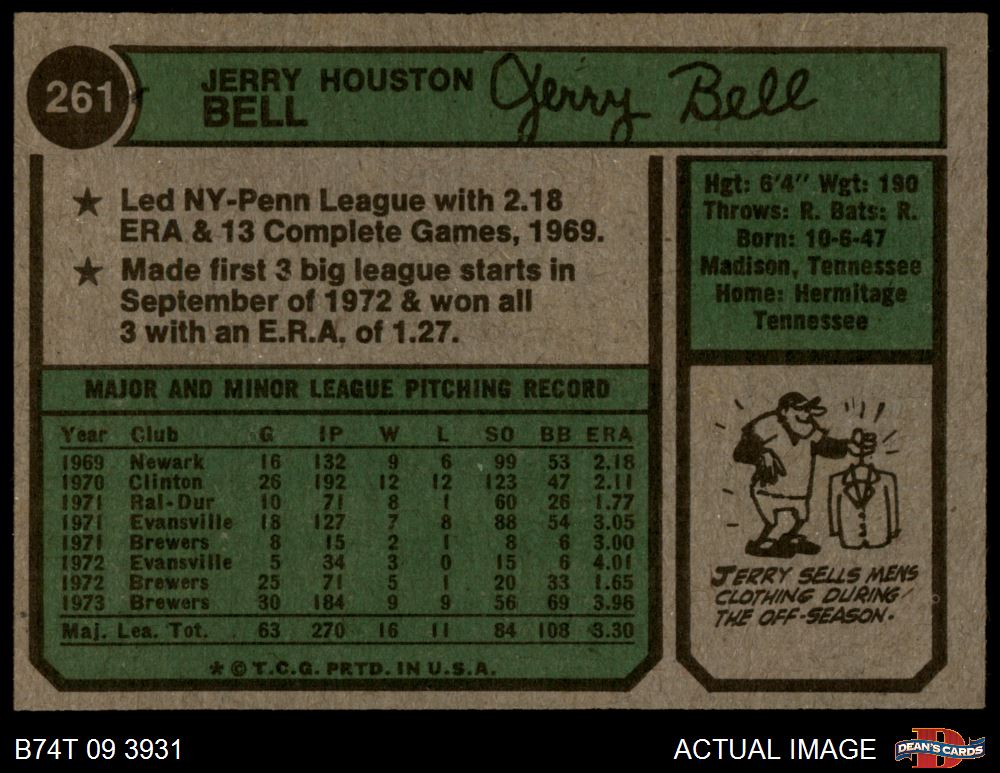 261
JERRY HOUSTON
BELL
Jerry Bell
★ Led NY-Penn League with 2.18
ERA & 13 Complete Games, 1969.
★ Made first 3 big league starts in
September of 1972 & won all
3 with an E.R.A. of 1.27.
Hgt: 6'4" Wgt: 190
Throws: R. Bats: R.
Born: 10-6-47
Madison, Tennessee
Home: Hermitage
Tennessee
MAJOR AND MINOR LEAGUE PITCHING RECORD
Year Club G IP W L SO BB ERA
1969 Newark 16 132 9 6 99 53 2.18
1970 Clinton 26 192 12 12 123 47 2.11
1971 Ral-Dur 10 71 8 1 60 26 1.77
1971 Evansville 18 127 7 8 88 54 3.05
1971 Brewers 8 15 2 1 8 6 3.00
1972 Evansville 5 34 3 0 15 6 4.01
1972 Brewers 25 71 5 1 20 33 1.65
1973 Brewers 30 184 9 9 56 69 3.96
Maj. Lea. Tot. 63 270 16 11 84 108 3.30
* © T.C.G. PRTD. IN U.S.A.
JERRY SELLS MENS
CLOTHING DURING
THE OFF-SEASON.
B74T 09 3931
ACTUAL IMAGE
D
DEAN'S CARDS